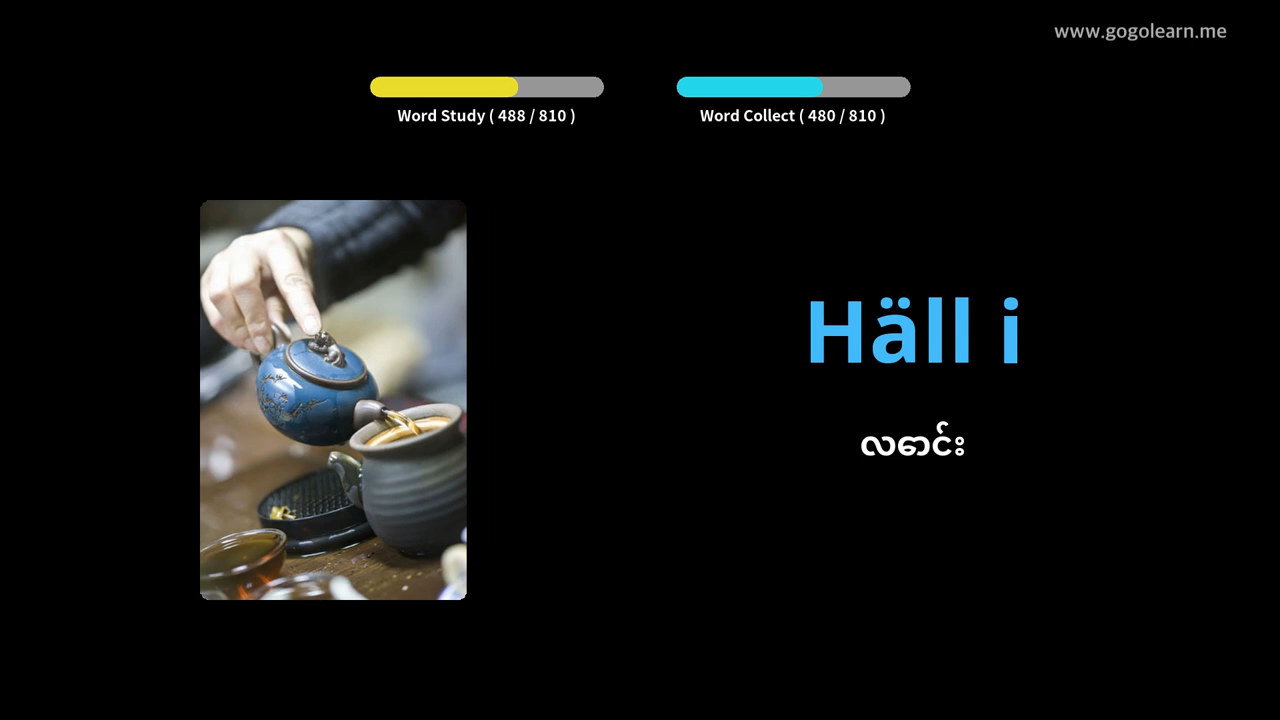 www.gogolearn.me
Word Study ( 488 / 810 )
Word Collect ( 480 / 810 )
Häll i
လောင်း